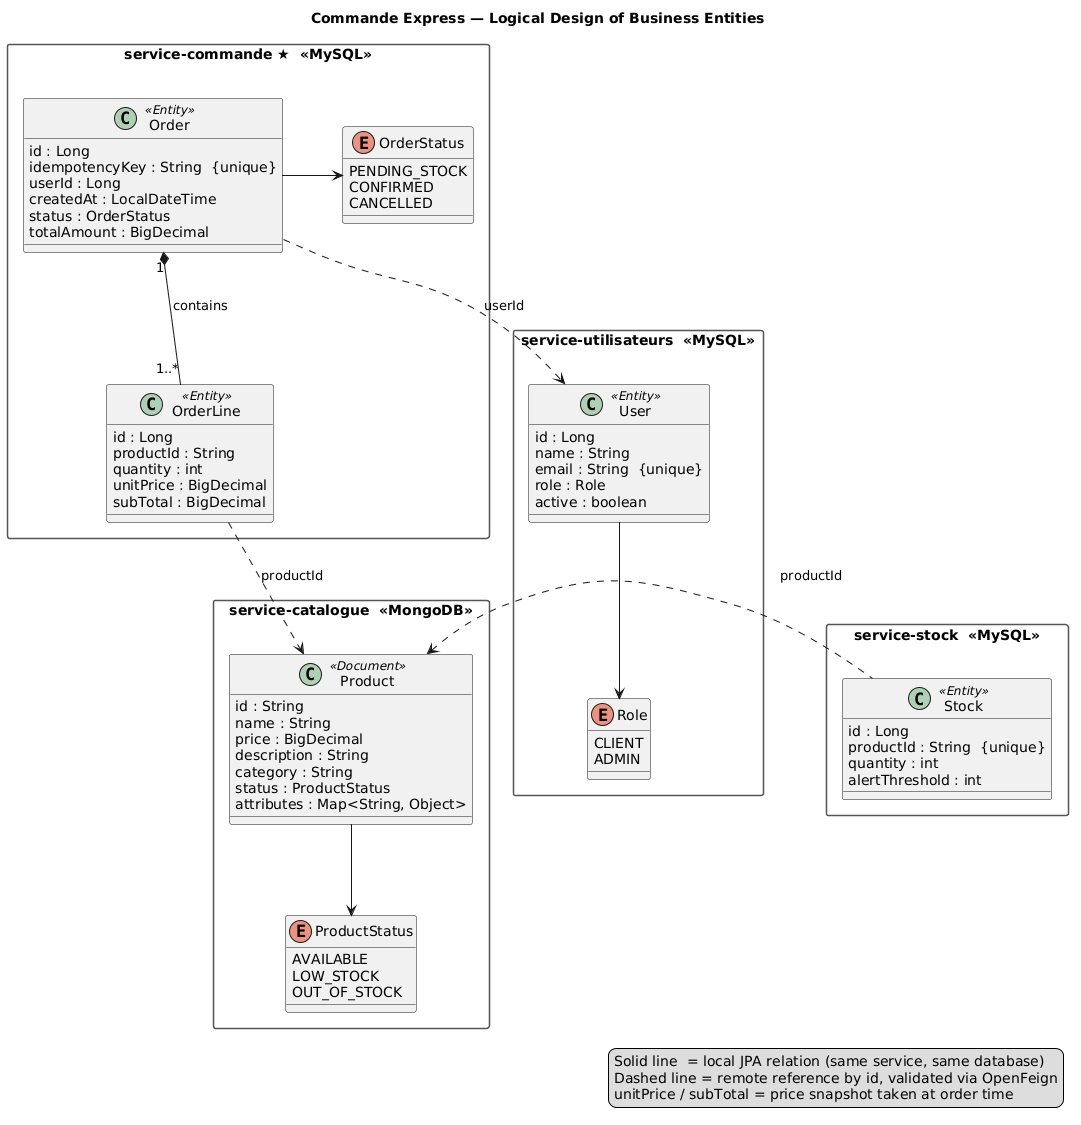 Commande Express — Logical Design of Business Entities
service-commande ★ «MySQL»
C «Entity»
Order
id : Long
idempotencyKey : String {unique}
userId : Long
createdAt : LocalDateTime
status : OrderStatus
totalAmount : BigDecimal
E OrderStatus
PENDING_STOCK
CONFIRMED
CANCELLED
1
contains
1..*
userId
C «Entity»
OrderLine
id : Long
productId : String
quantity : int
unitPrice : BigDecimal
subTotal : BigDecimal
service-utilisateurs «MySQL»
C «Entity»
User
id : Long
name : String
email : String {unique}
role : Role
active : boolean
productId
productId
service-catalogue «MongoDB»
C «Document»
Product
id : String
name : String
price : BigDecimal
description : String
category : String
status : ProductStatus
attributes : Map<String, Object>
E Role
CLIENT
ADMIN
service-stock «MySQL»
C «Entity»
Stock
id : Long
productId : String {unique}
quantity : int
alertThreshold : int
E ProductStatus
AVAILABLE
LOW_STOCK
OUT_OF_STOCK
Solid line = local JPA relation (same service, same database)
Dashed line = remote reference by id, validated via OpenFeign
unitPrice / subTotal = price snapshot taken at order time